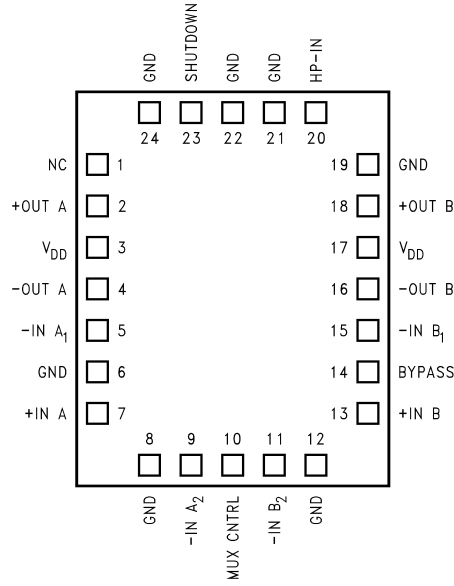 GND SHUTDOWN GND GND HP-IN
24 23 22 21 20
NC 1 19 GND
+OUT A 2 18 +OUT B
V_DD 3 17 V_DD
-OUT A 4 16 -OUT B
-IN A_1 5 15 -IN B_1
GND 6 14 BYPASS
+IN A 7 13 +IN B
8 9 10 11 12
GND -IN A_2 MUX CNTRL -IN B_2 GND